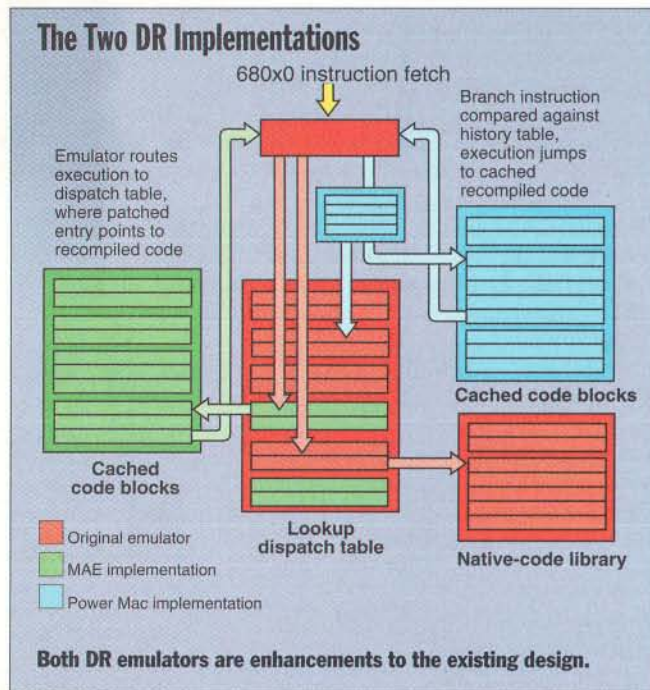 The Two DR Implementations
680x0 instruction fetch
Branch instruction
compared against
history table,
execution jumps
to cached
recompiled code
Emulator routes
execution to
dispatch table,
where patched
entry points to
recompiled code
Cached code blocks
Cached
code blocks
Lookup
dispatch table
Native-code library
Original emulator
MAE implementation
Power Mac implementation
Both DR emulators are enhancements to the existing design.